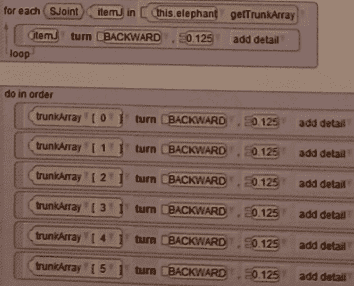 for each SJoint itemJ in this.elephant getTrunkArray
itemJ turn BACKWARD , 0.125 add detail
loop
do in order
trunkArray [ 0 ] turn BACKWARD , 0.125 add detail
trunkArray [ 1 ] turn BACKWARD , 0.125 add detail
trunkArray [ 2 ] turn BACKWARD , 0.125 add detail
trunkArray [ 3 ] turn BACKWARD , 0.125 add detail
trunkArray [ 4 ] turn BACKWARD , 0.125 add detail
trunkArray [ 5 ] turn BACKWARD , 0.125 add detail